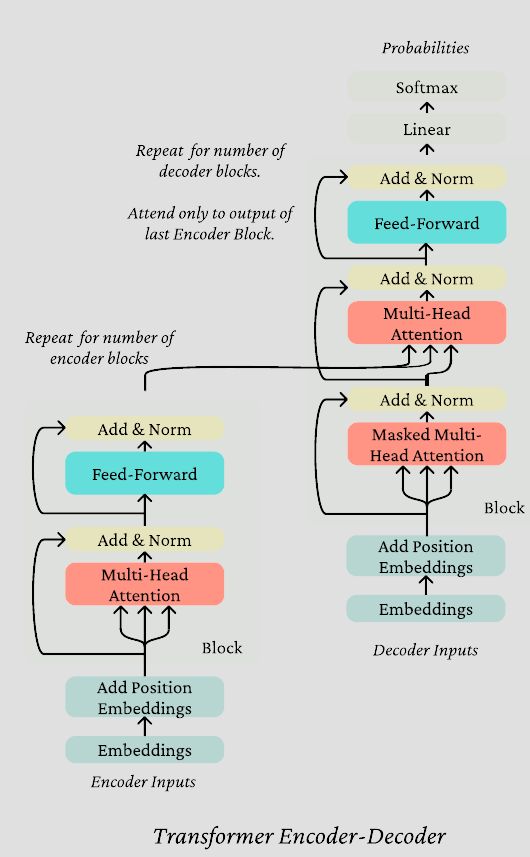 Probabilities
Softmax
Linear
Repeat for number of
decoder blocks.
Add & Norm
Attend only to output of
last Encoder Block.
Feed-Forward
Add & Norm
Multi-Head
Attention
Repeat for number of
encoder blocks
Add & Norm
Masked Multi-
Head Attention
Block
Add Position
Embeddings
Embeddings
Decoder Inputs
Add & Norm
Feed-Forward
Add & Norm
Multi-Head
Attention
Block
Add Position
Embeddings
Embeddings
Encoder Inputs
Transformer Encoder-Decoder